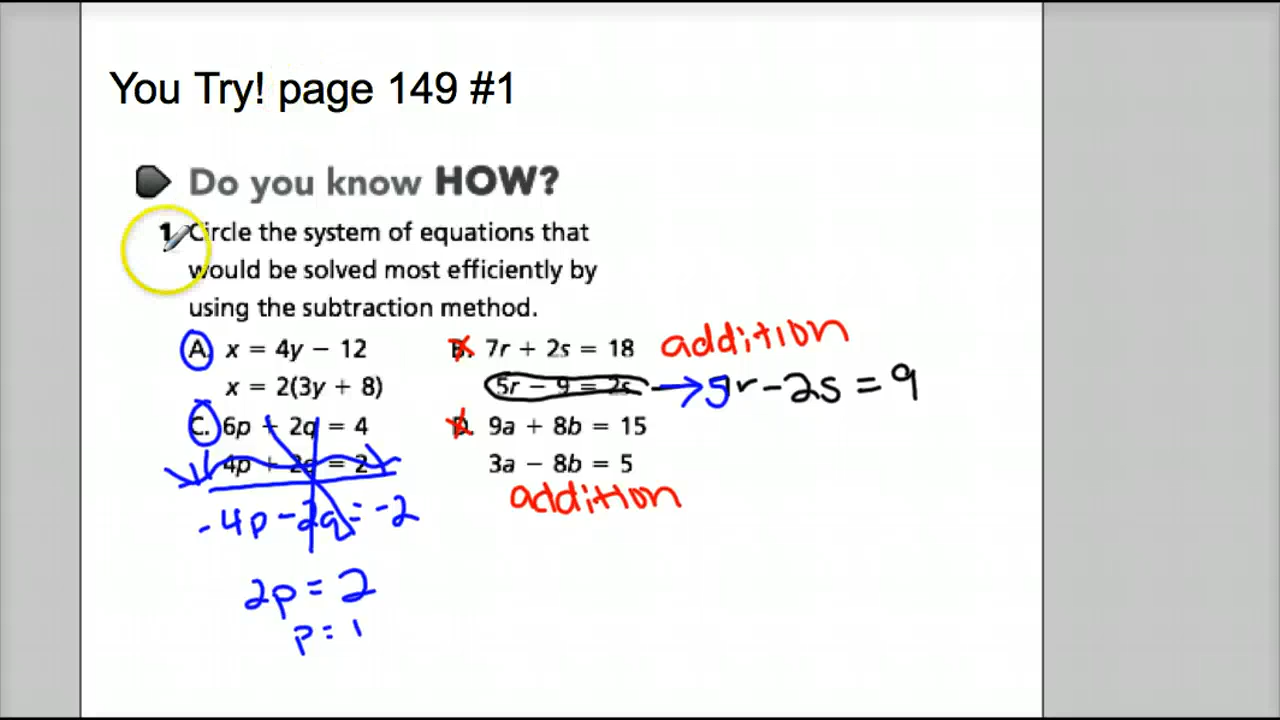 You Try! page 149 #1
Do you know HOW?
1. Circle the system of equations that
would be solved most efficiently by
using the subtraction method.
A. x = 4y − 12
x = 2(3y + 8)
B. 7r + 2s = 18 addition
5r − 9 = 2s → 5r − 2s = 9
C. 6p + 2q = 4
4p + 2q = 2
-4p - 2q = -2
2p = 2
p = 1
D. 9a + 8b = 15
3a − 8b = 5
addition